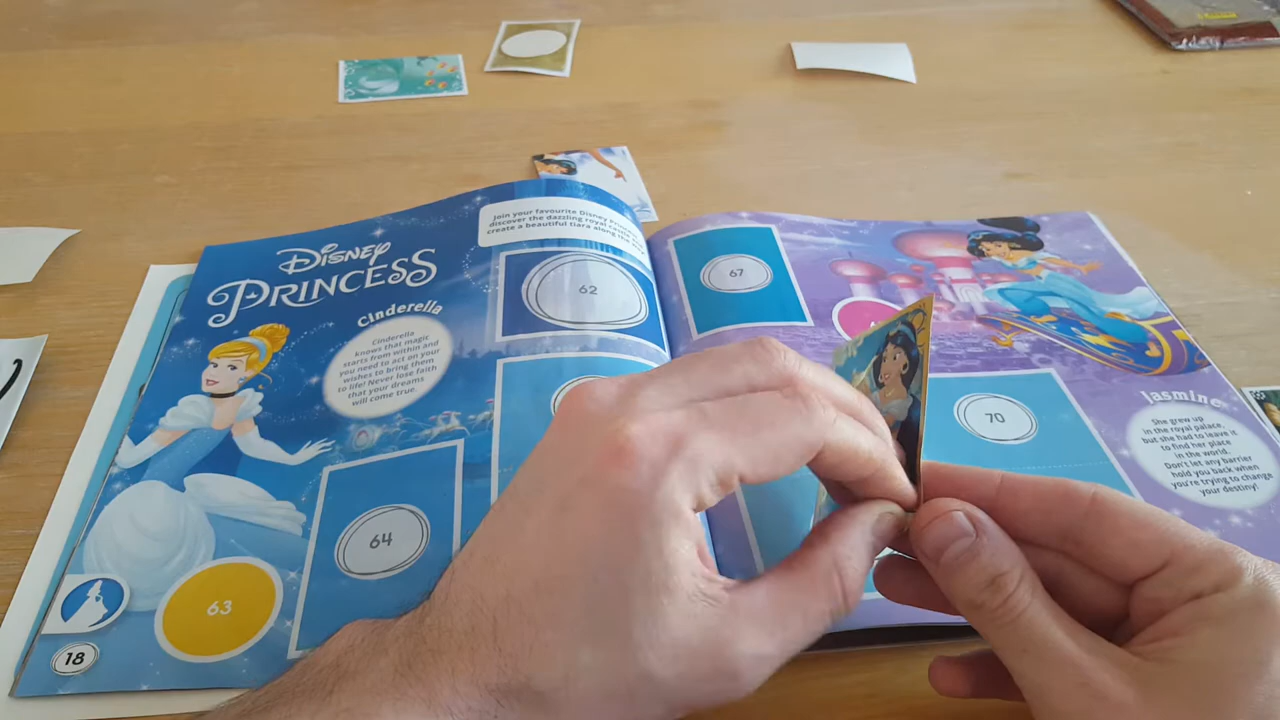 PANINI
Join your favourite Disney
discover the dazzling royal
create a beautiful tiara along the
Disney
PRINCESS
Cinderella
Cinderella
knows that magic
starts from within and
you need to act on your
wishes to bring them
to life! Never lose faith
that your dreams
will come true.
62
64
63
18
67
70
Jasmine
She grew up
in the royal palace,
but she had to leave it
to find her place
in the world.
Don't let any barrier
hold you back when
you're trying to change
your destiny!